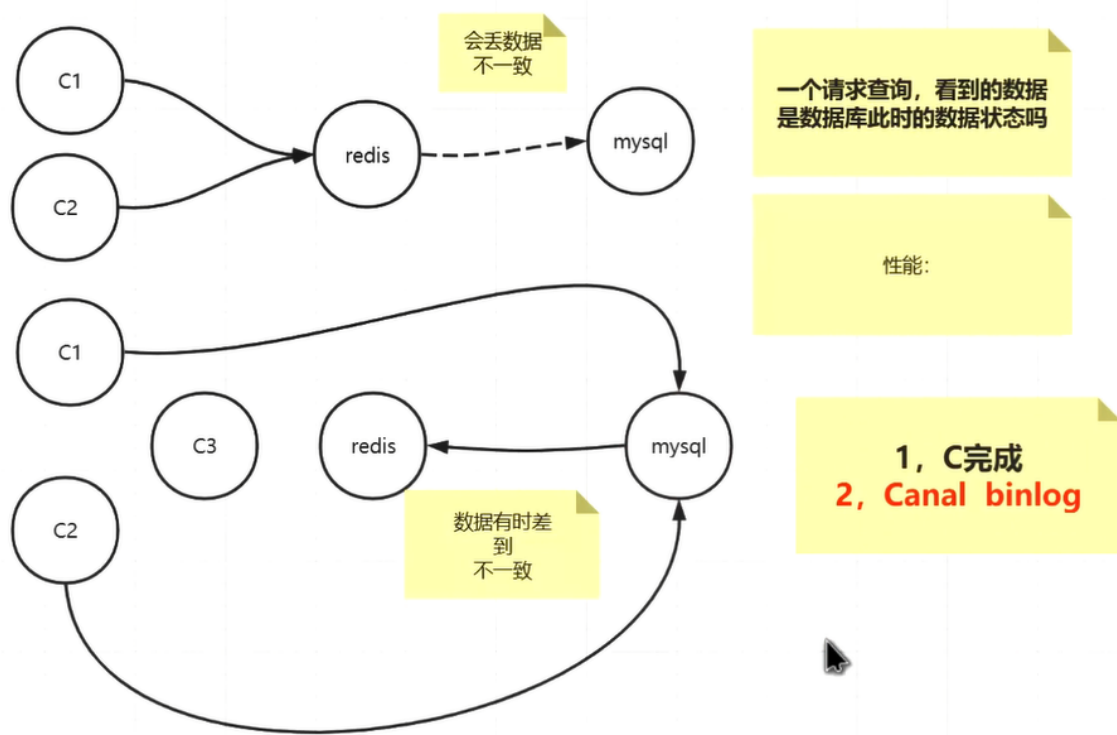 C1
C2
redis
mysql
会丢数据
不一致
一个请求查询，看到的数据
是数据库此时的数据状态吗
性能：
C1
C3
redis
mysql
C2
数据有时差
到
不一致
1，C完成
2，Canal binlog